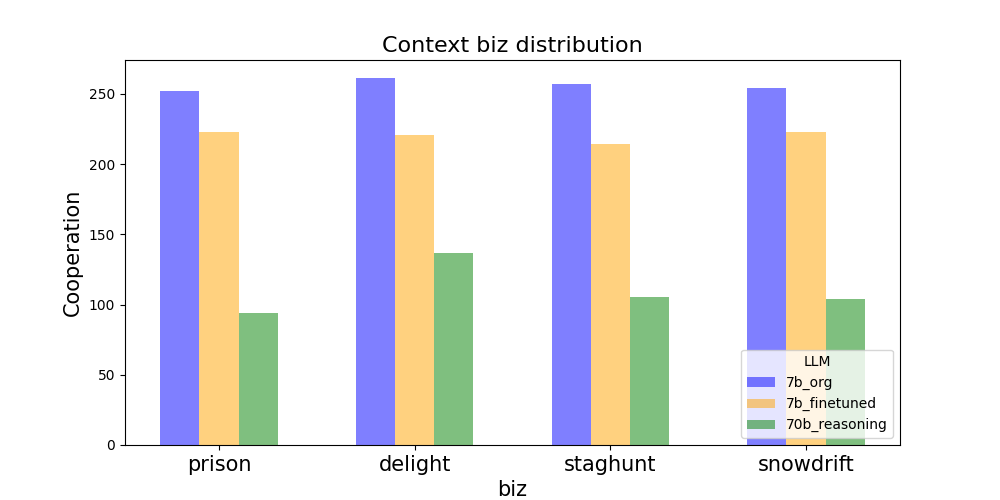 Context biz distribution
Cooperation
250
200
150
100
50
0
prison delight staghunt snowdrift
biz
LLM
7b_org
7b_finetuned
70b_reasoning